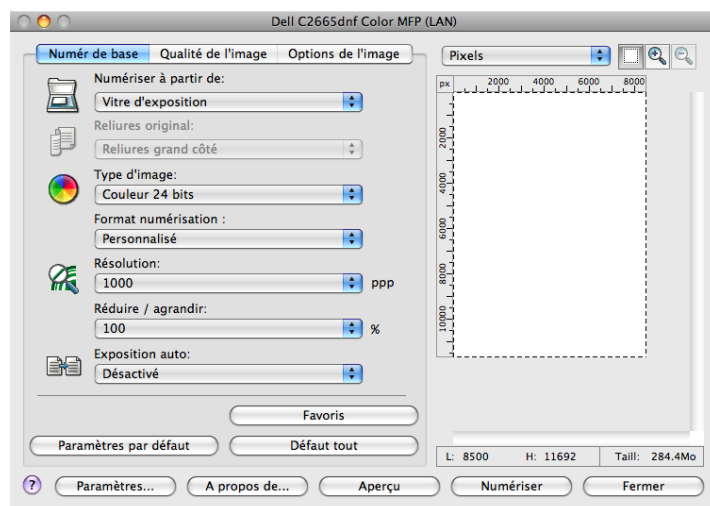 Dell C2665dnf Color MFP (LAN)
Numér de base Qualité de l'image Options de l'image
Numériser à partir de:
Vitre d'exposition
Reliures original:
Reliures grand côté
Type d'image:
Couleur 24 bits
Format numérisation :
Personnalisé
Résolution:
1000 ppp
Réduire / agrandir:
100 %
Exposition auto:
Désactivé
Favoris
Paramètres par défaut Défaut tout
Pixels
px 2000 4000 6000 8000
2000
4000
6000
8000
10000
L: 8500 H: 11692 Taill: 284.4Mo
? Paramètres... A propos de... Aperçu Numériser Fermer